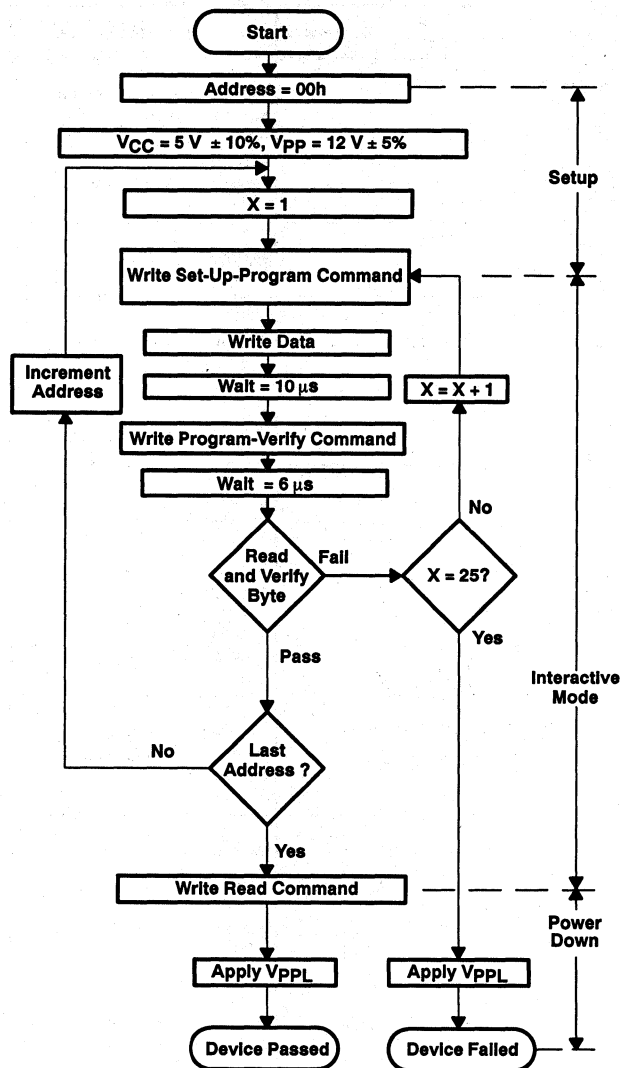 Start
Address = 00h
VCC = 5 V ± 10%, VPP = 12 V ± 5%
Setup
X = 1
Write Set-Up-Program Command
Write Data
Increment
Address
Wait = 10 µs
X = X + 1
Write Program-Verify Command
Wait = 6 µs
No
Read
and Verify
Byte
Fail
X = 25?
Yes
Pass
Interactive
Mode
No
Last
Address ?
Yes
Write Read Command
Power
Down
Apply VPPL
Apply VPPL
Device Passed
Device Failed